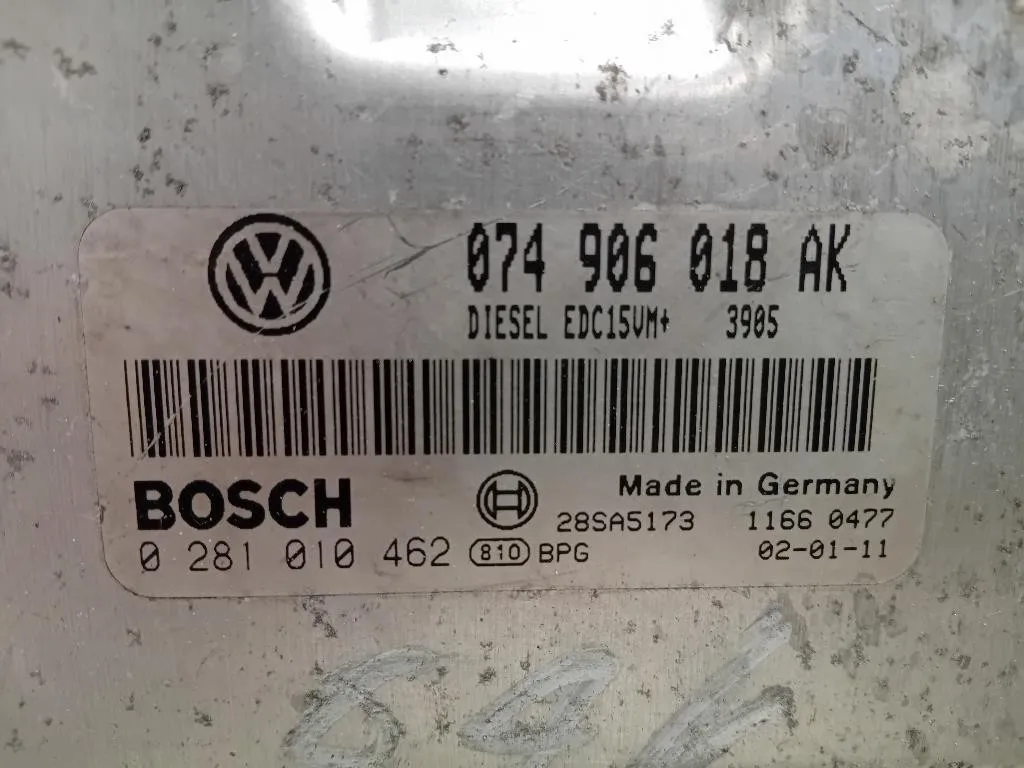 074 906 018 AK
DIESEL EDC15VM+ 3905
BOSCH
Made in Germany
28SA5173 1166 0477
0 281 010 462 810 BPG 02-01-11